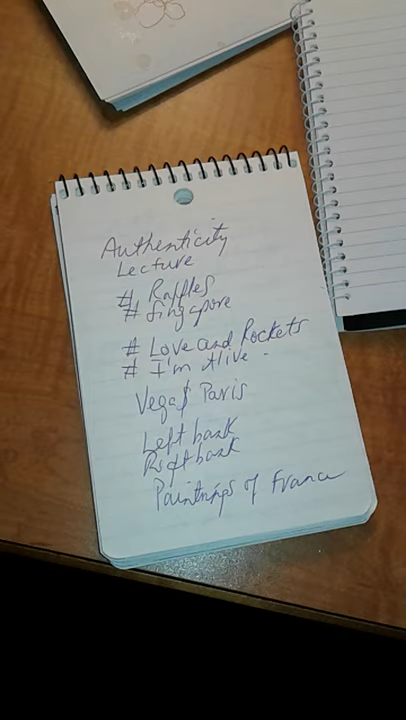 Authenticity
Lecture
# Raffles
# Singapore
# Love and Rockets
# I'm Alive -
Vegas Paris
Left bank
Right bank
Paintings of France